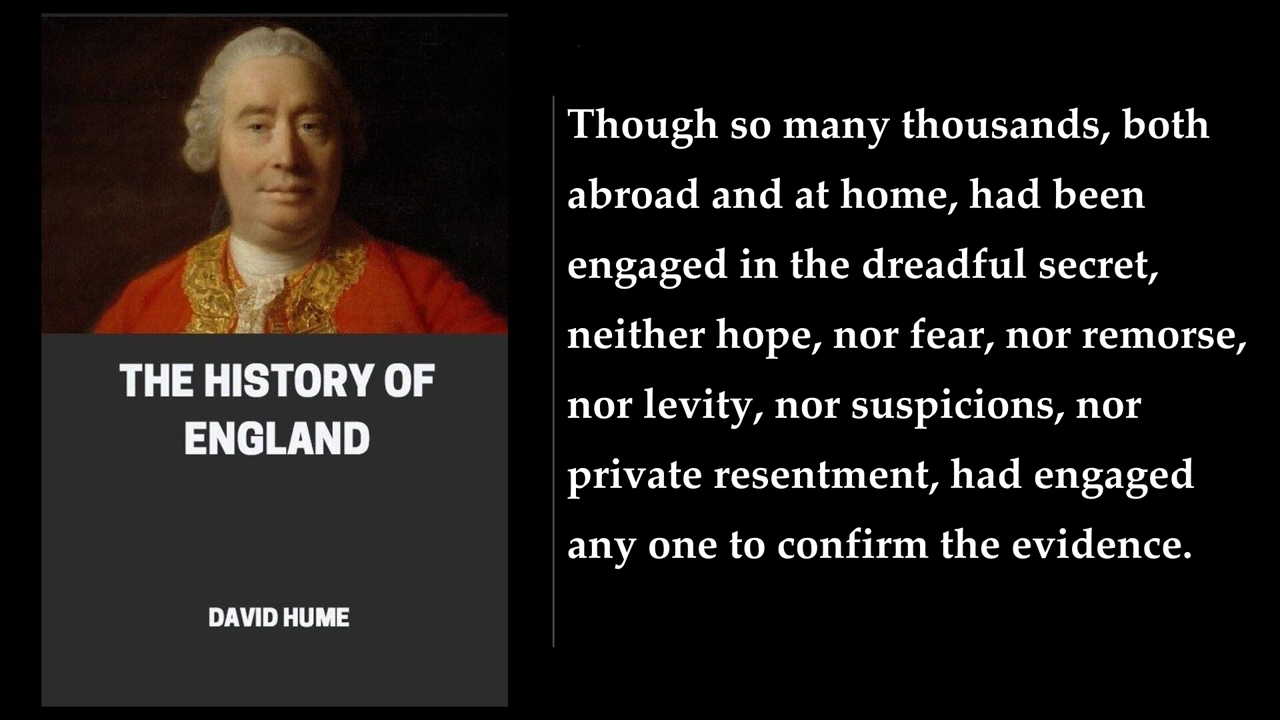 THE HISTORY OF
ENGLAND
DAVID HUME
Though so many thousands, both
abroad and at home, had been
engaged in the dreadful secret,
neither hope, nor fear, nor remorse,
nor levity, nor suspicions, nor
private resentment, had engaged
any one to confirm the evidence.